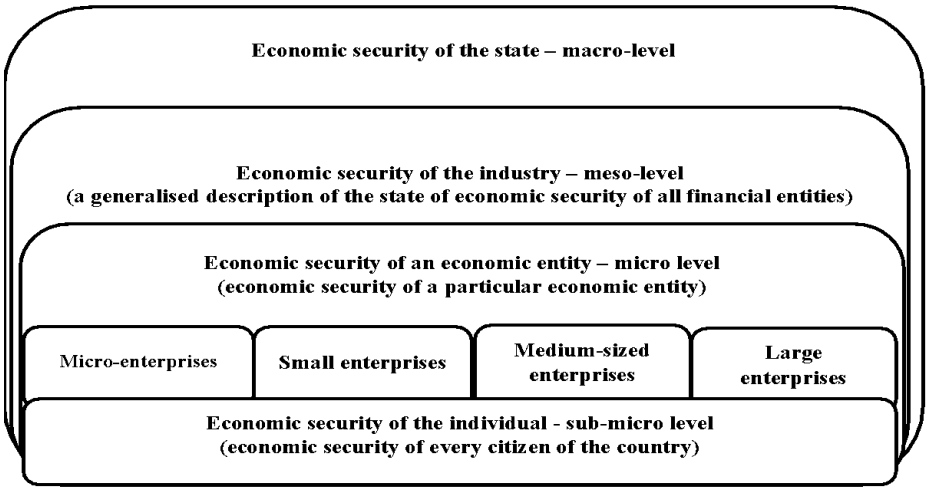 Economic security of the state – macro-level
Economic security of the industry – meso-level
(a generalised description of the state of economic security of all financial entities)
Economic security of an economic entity – micro level
(economic security of a particular economic entity)
Micro-enterprises
Small enterprises
Medium-sized
enterprises
Large
enterprises
Economic security of the individual - sub-micro level
(economic security of every citizen of the country)